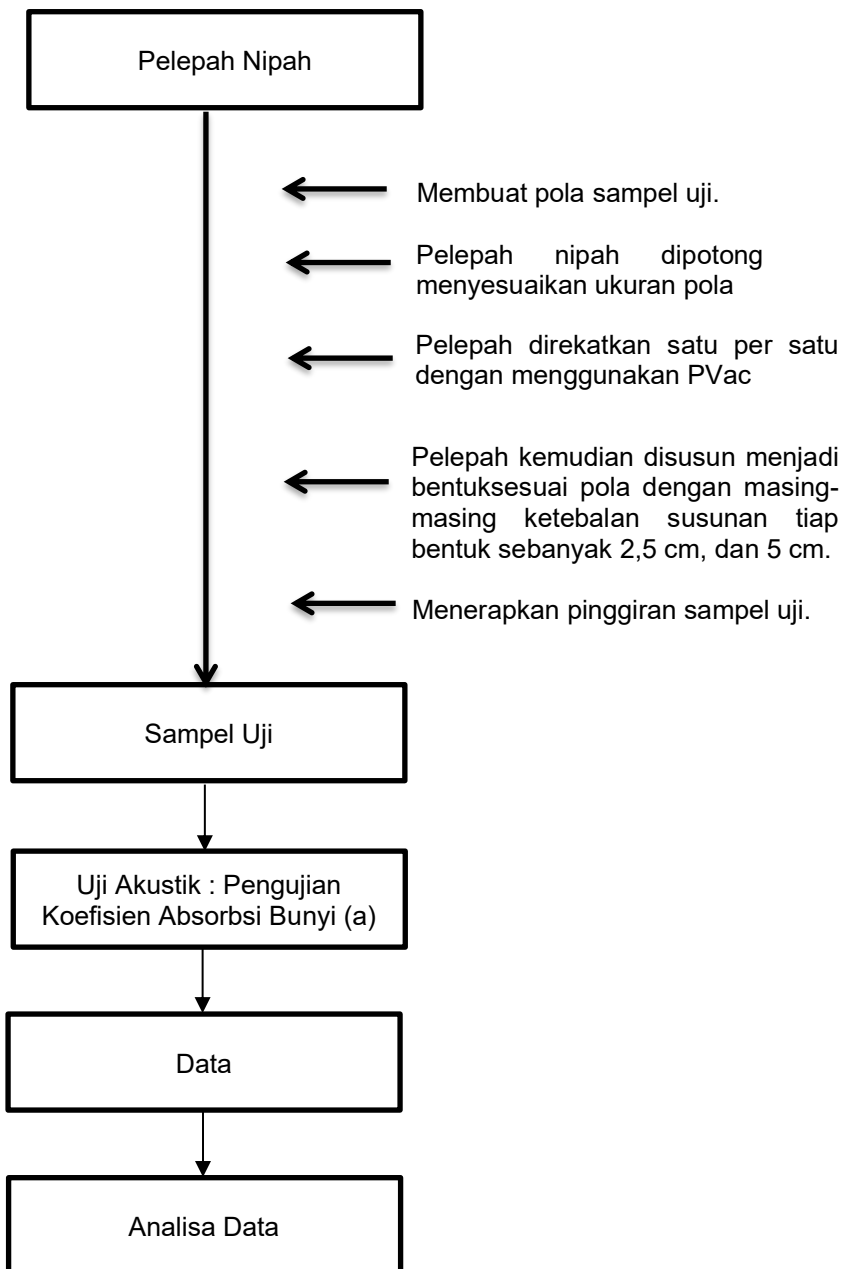 Pelepah Nipah
Membuat pola sampel uji.
Pelepah nipah dipotong
menyesuaikan ukuran pola
Pelepah direkatkan satu per satu
dengan menggunakan PVac
Pelepah kemudian disusun menjadi
bentuksesuai pola dengan masing-
masing ketebalan susunan tiap
bentuk sebanyak 2,5 cm, dan 5 cm.
Menerapkan pinggiran sampel uji.
Sampel Uji
Uji Akustik : Pengujian
Koefisien Absorbsi Bunyi (a)
Data
Analisa Data